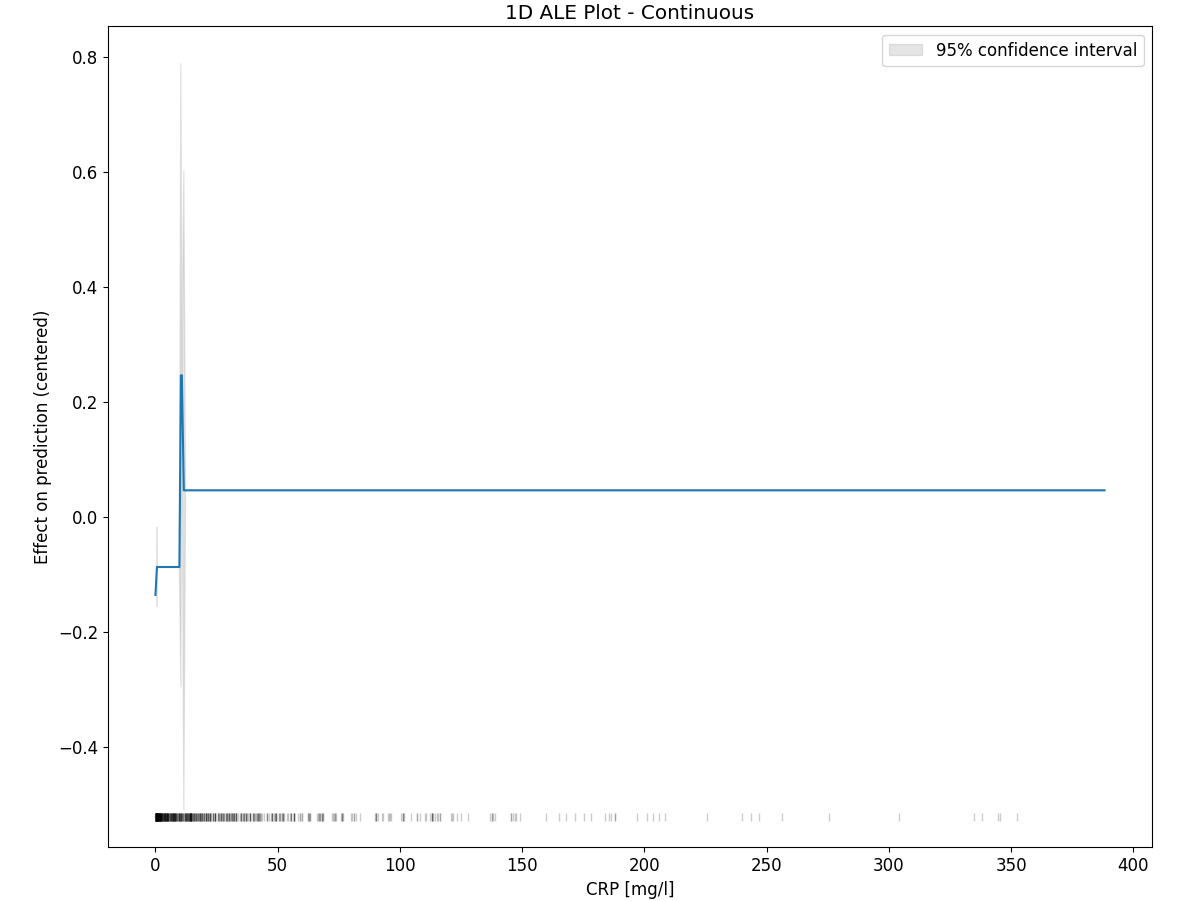 1D ALE Plot - Continuous
95% confidence interval
0.8
0.6
0.4
0.2
0.0
−0.2
−0.4
Effect on prediction (centered)
0 50 100 150 200 250 300 350 400
CRP [mg/l]